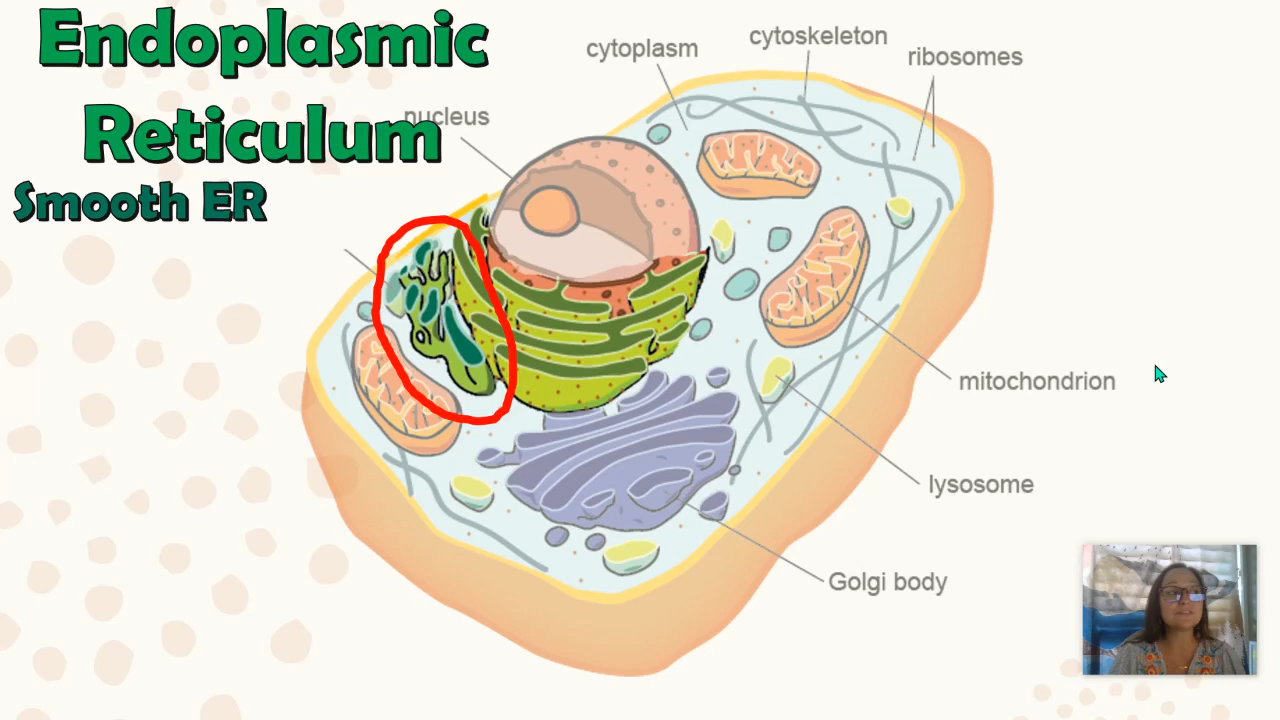 Endoplasmic
Reticulum
Smooth ER
nucleus
cytoplasm
cytoskeleton
ribosomes
mitochondrion
lysosome
Golgi body